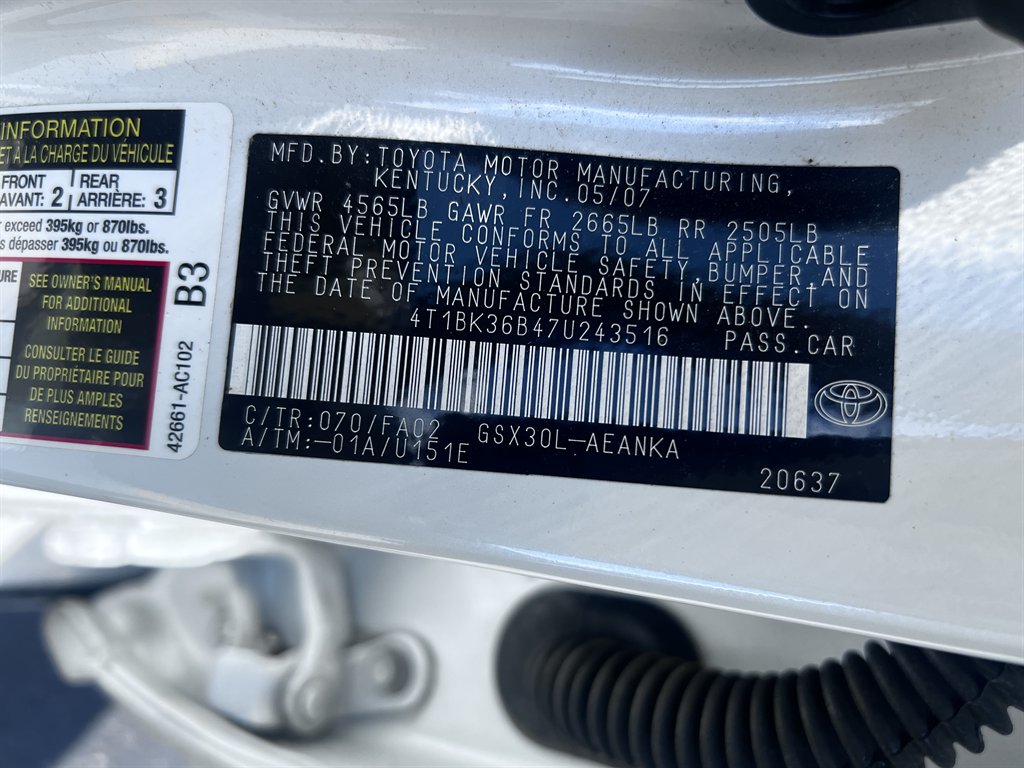 INFORMATION
ET À LA CHARGE DU VÉHICULE
FRONT 2 REAR 3
AVANT: ARRIÈRE:
exceed 395kg or 870lbs.
dépasser 395kg ou 870lbs.
SEE OWNER'S MANUAL
FOR ADDITIONAL
INFORMATION
CONSULTER LE GUIDE
DU PROPRIÉTAIRE POUR
DE PLUS AMPLES
RENSEIGNEMENTS
B3
42661-AC102
MFD.BY:TOYOTA MOTOR MANUFACTURING,
KENTUCKY, INC.05/07
GVWR 4565LB GAWR FR 2665LB RR 2505LB
THIS VEHICLE CONFORMS TO ALL APPLICABLE
FEDERAL MOTOR VEHICLE SAFETY,BUMPER,AND
THEFT PREVENTION STANDARDS IN EFFECT ON
THE DATE OF MANUFACTURE SHOWN ABOVE.
4T1BK36B47U243516 PASS.CAR
C/TR:070/FA02 GSX30L-AEANKA
A/TM:-01A/U151E
20637